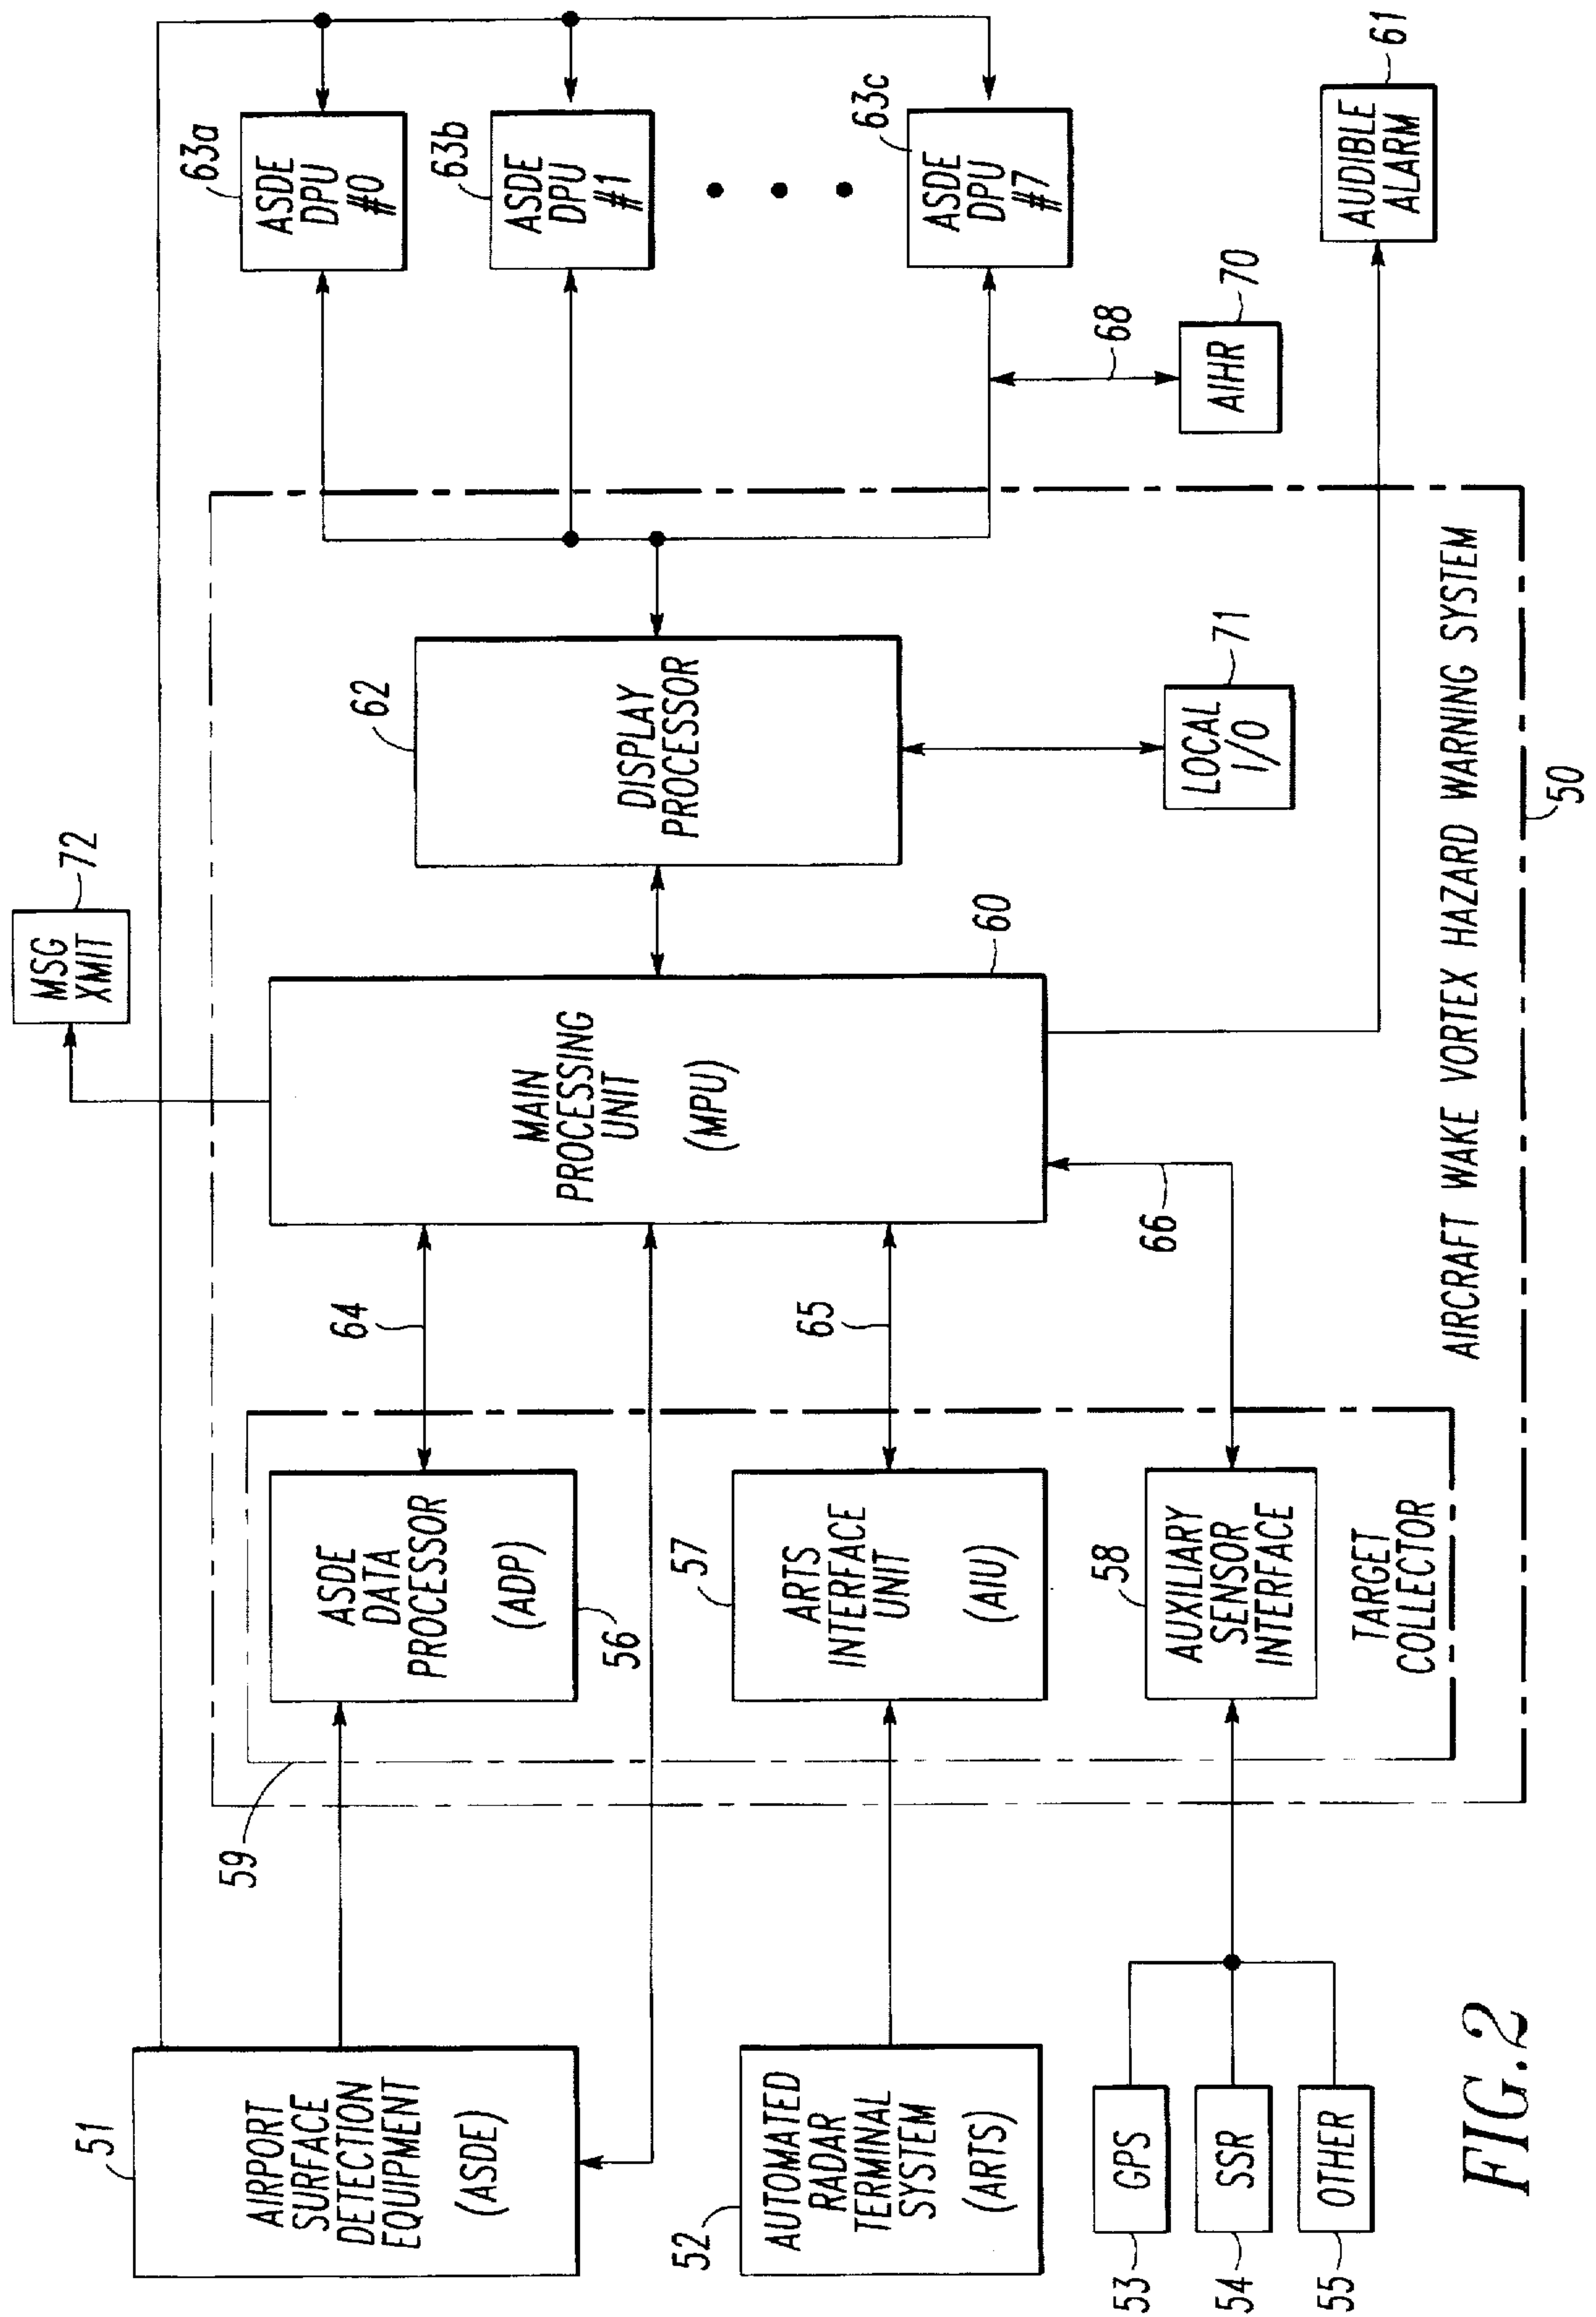 51
AIRPORT
SURFACE
DETECTION
EQUIPMENT
(ASDE)
52
AUTOMATED
RADAR
TERMINAL
SYSTEM
(ARTS)
53
GPS
54
SSR
55
OTHER
59
ASDE
DATA
PROCESSOR
(ADP)
56
57
ARTS
INTERFACE
UNIT
(AIU)
58
AUXILIARY
SENSOR
INTERFACE
TARGET
COLLECTOR
64
65
66
MSG
XMIT
72
MAIN
PROCESSING
UNIT
(MPU)
60
62
DISPLAY
PROCESSOR
LOCAL
I/O
71
63a
ASDE
DPU
#0
63b
ASDE
DPU
#1
63c
ASDE
DPU
#7
68
AIHR
70
AUDIBLE
ALARM
61
AIRCRAFT WAKE VORTEX HAZARD WARNING SYSTEM
50
FIG.2